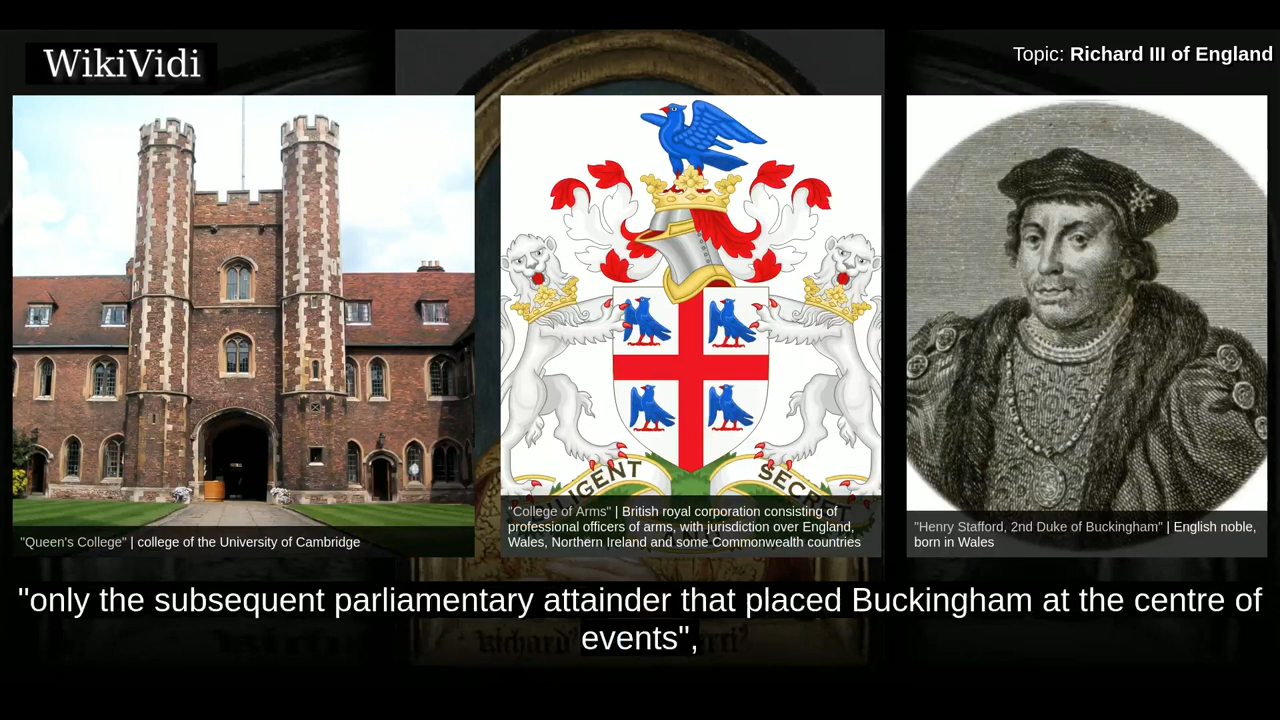 WikiVidi
Topic: Richard III of England
"Queen's College" | college of the University of Cambridge
LIGENT
SECRET
"College of Arms" | British royal corporation consisting of
professional officers of arms, with jurisdiction over England,
Wales, Northern Ireland and some Commonwealth countries
"Henry Stafford, 2nd Duke of Buckingham" | English noble,
born in Wales
"only the subsequent parliamentary attainder that placed Buckingham at the centre of
events",